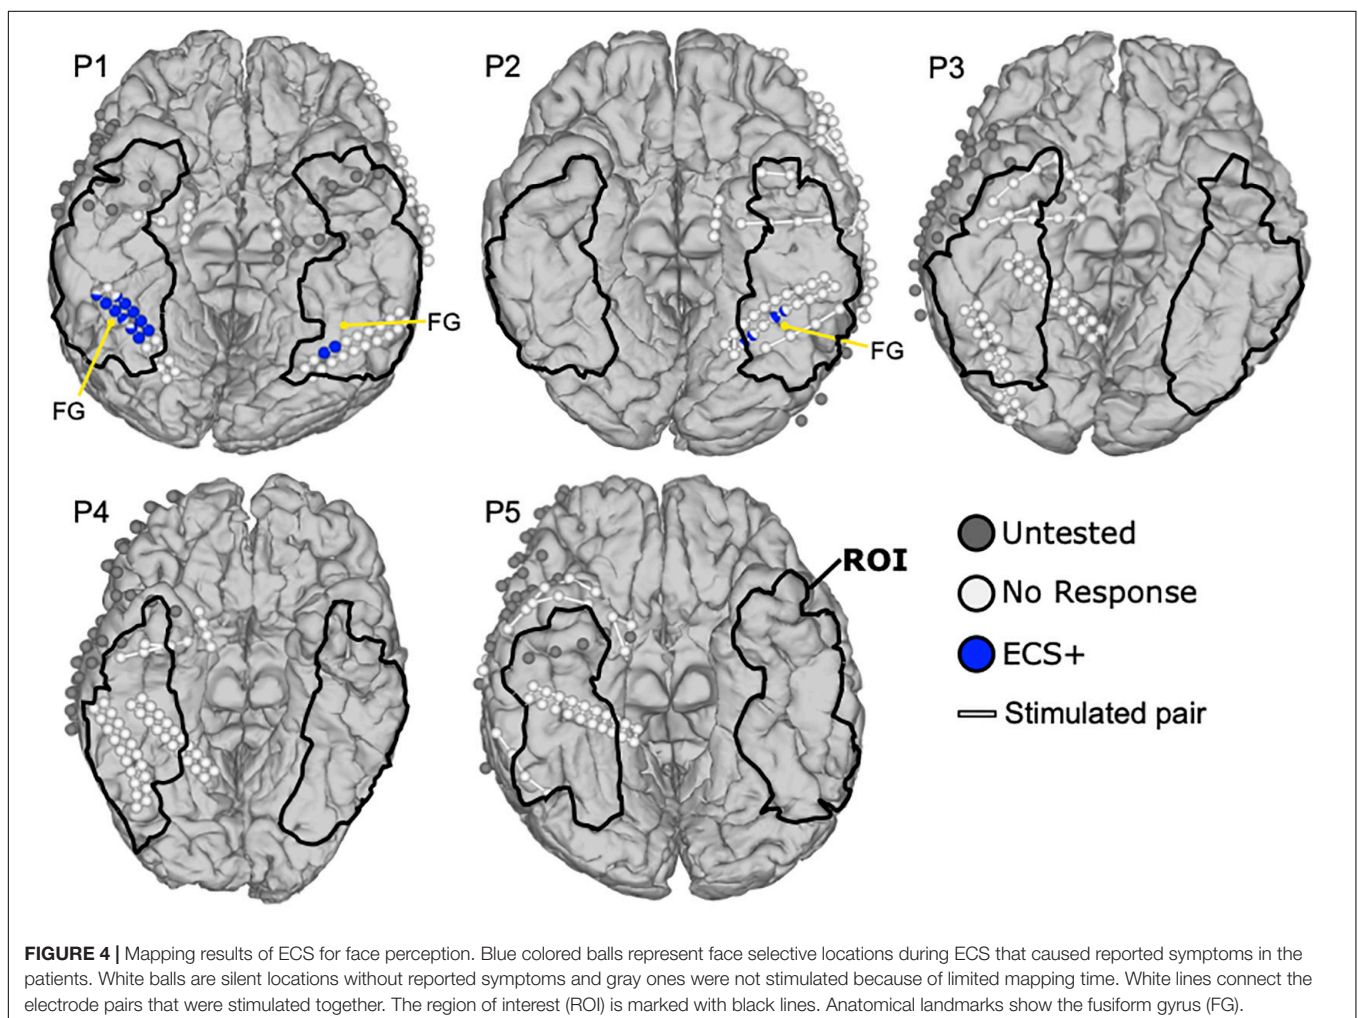 P1
P2
P3
FG
FG
FG
P4
P5
ROI
Untested
No Response
ECS+
Stimulated pair
FIGURE 4 | Mapping results of ECS for face perception. Blue colored balls represent face selective locations during ECS that caused reported symptoms in the
patients. White balls are silent locations without reported symptoms and gray ones were not stimulated because of limited mapping time. White lines connect the
electrode pairs that were stimulated together. The region of interest (ROI) is marked with black lines. Anatomical landmarks show the fusiform gyrus (FG).